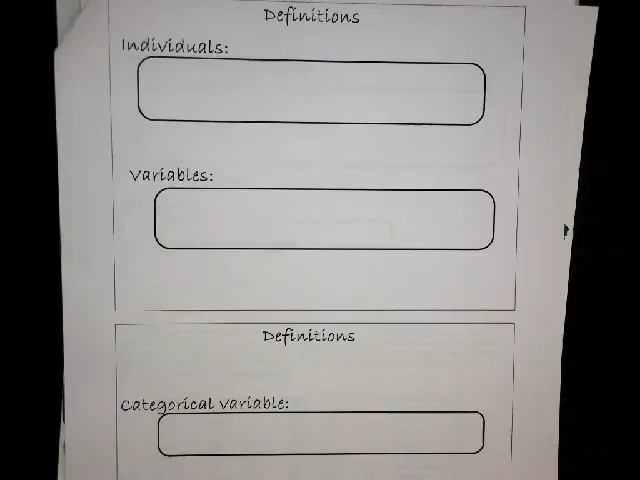 Definitions
Individuals:
Variables:
Definitions
Categorical Variable: